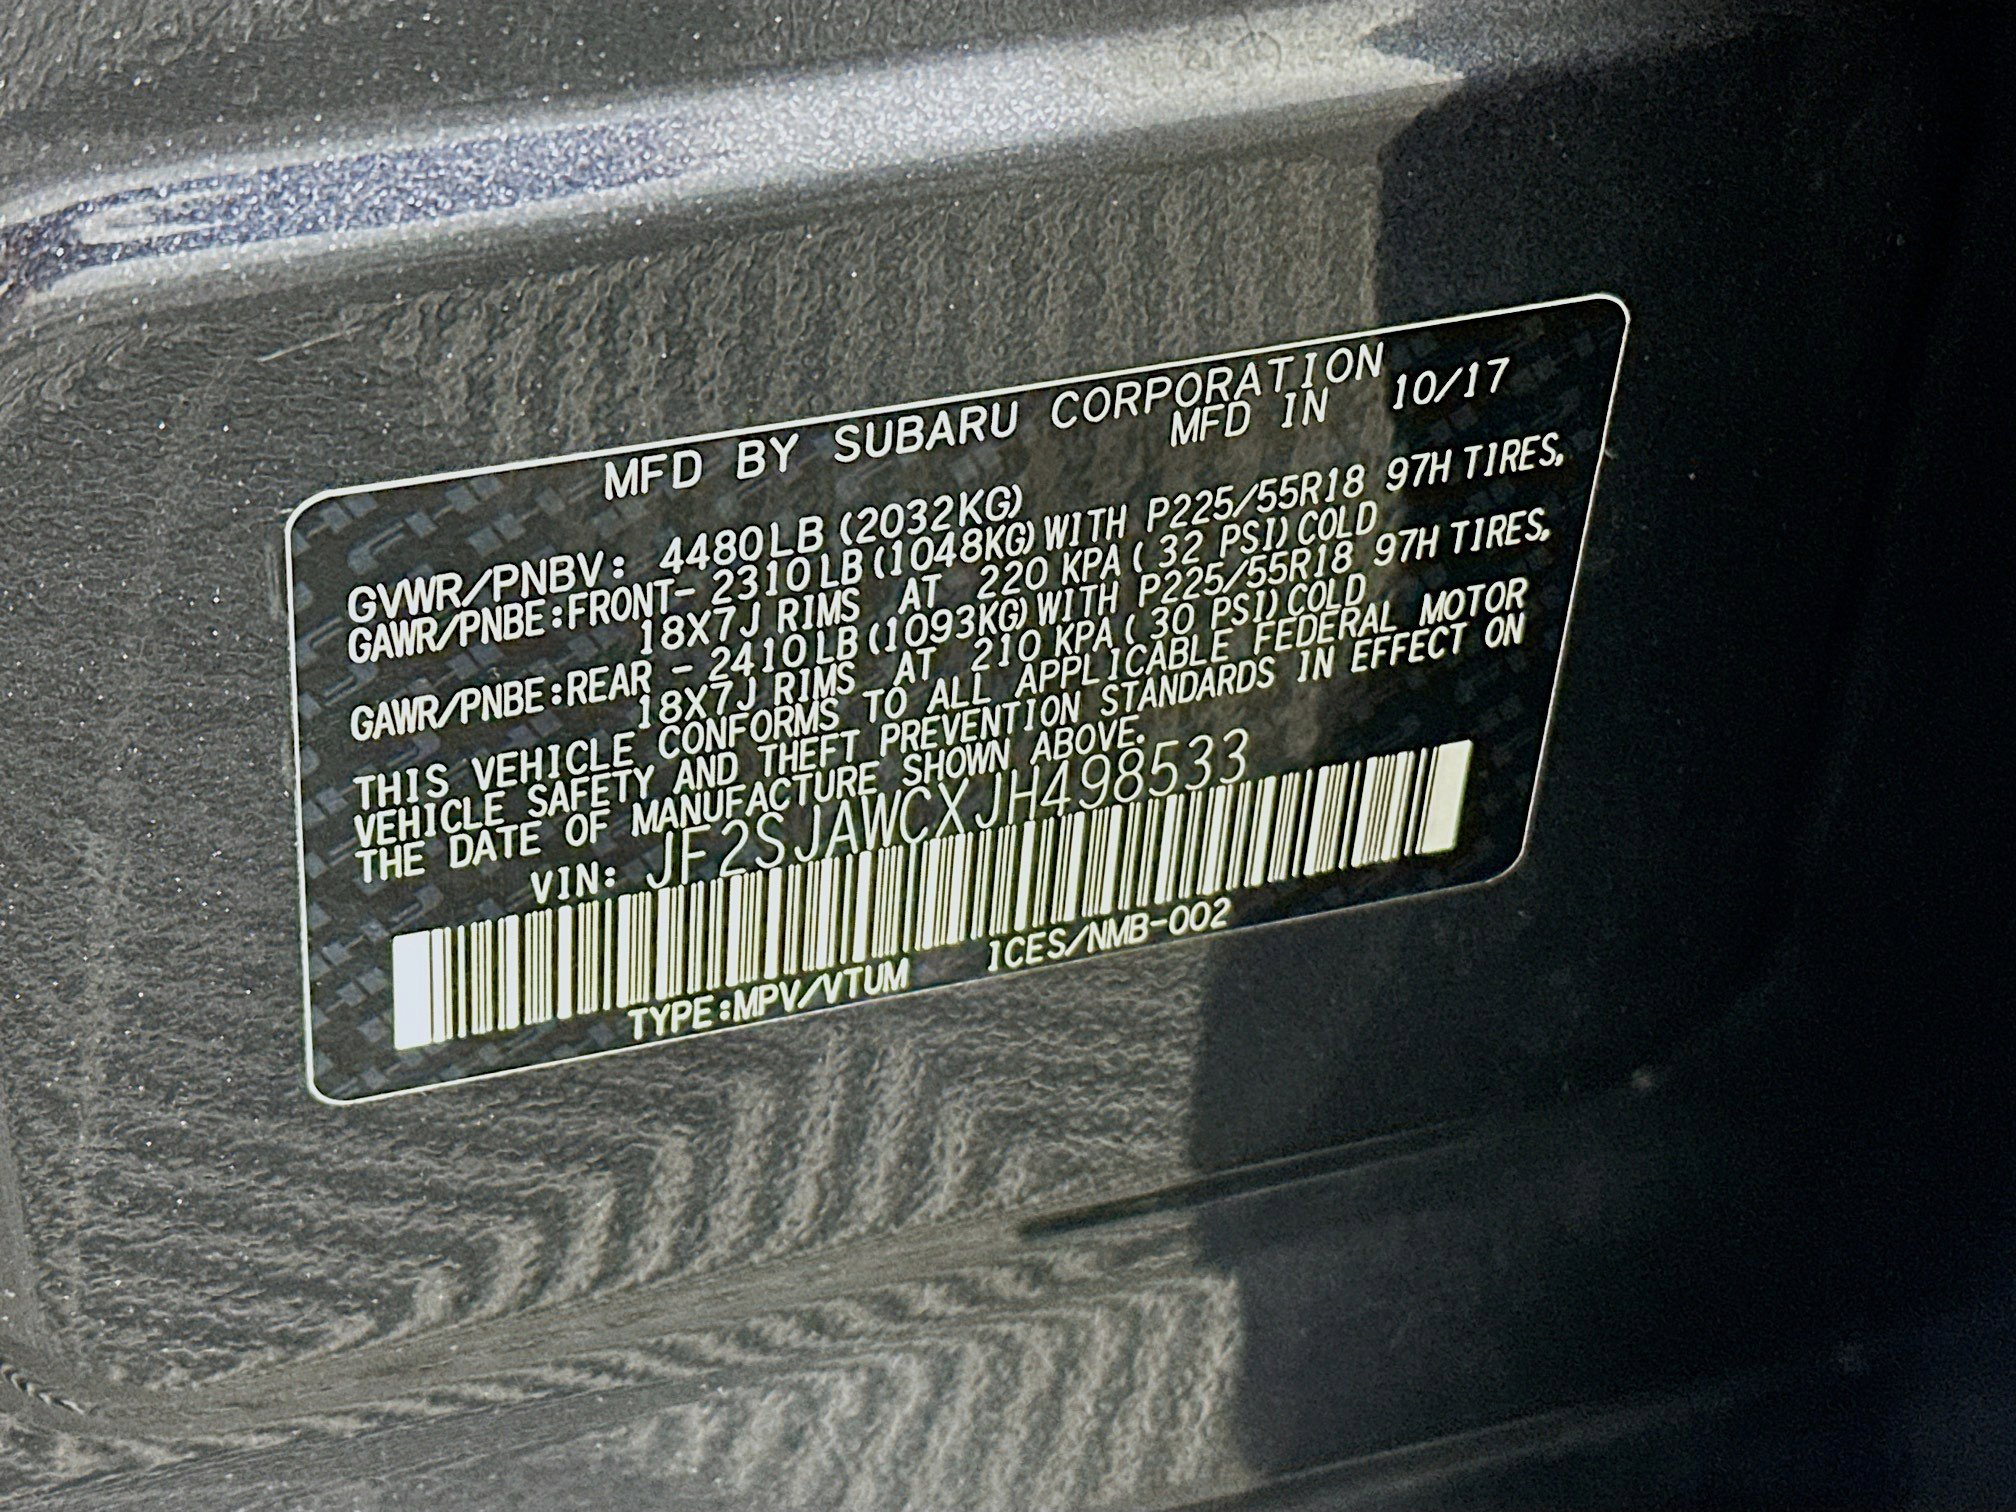 MFD BY SUBARU CORPORATION
MFD IN 10/17
GVWR/PNBV: 4480LB (2032KG)
GAWR/PNBE:FRONT- 2310LB (1048KG) WITH P225/55R18 97H TIRES,
18X7J RIMS AT 220 KPA ( 32 PSI) COLD
GAWR/PNBE:REAR - 2410LB (1093KG) WITH P225/55R18 97H TIRES,
18X7J RIMS AT 210 KPA ( 30 PSI) COLD
THIS VEHICLE CONFORMS TO ALL APPLICABLE FEDERAL MOTOR
VEHICLE SAFETY AND THEFT PREVENTION STANDARDS IN EFFECT ON
THE DATE OF MANUFACTURE SHOWN ABOVE.
VIN: JF2SJAWCXJH498533
TYPE:MPV/VTUM ICES/NMB-002